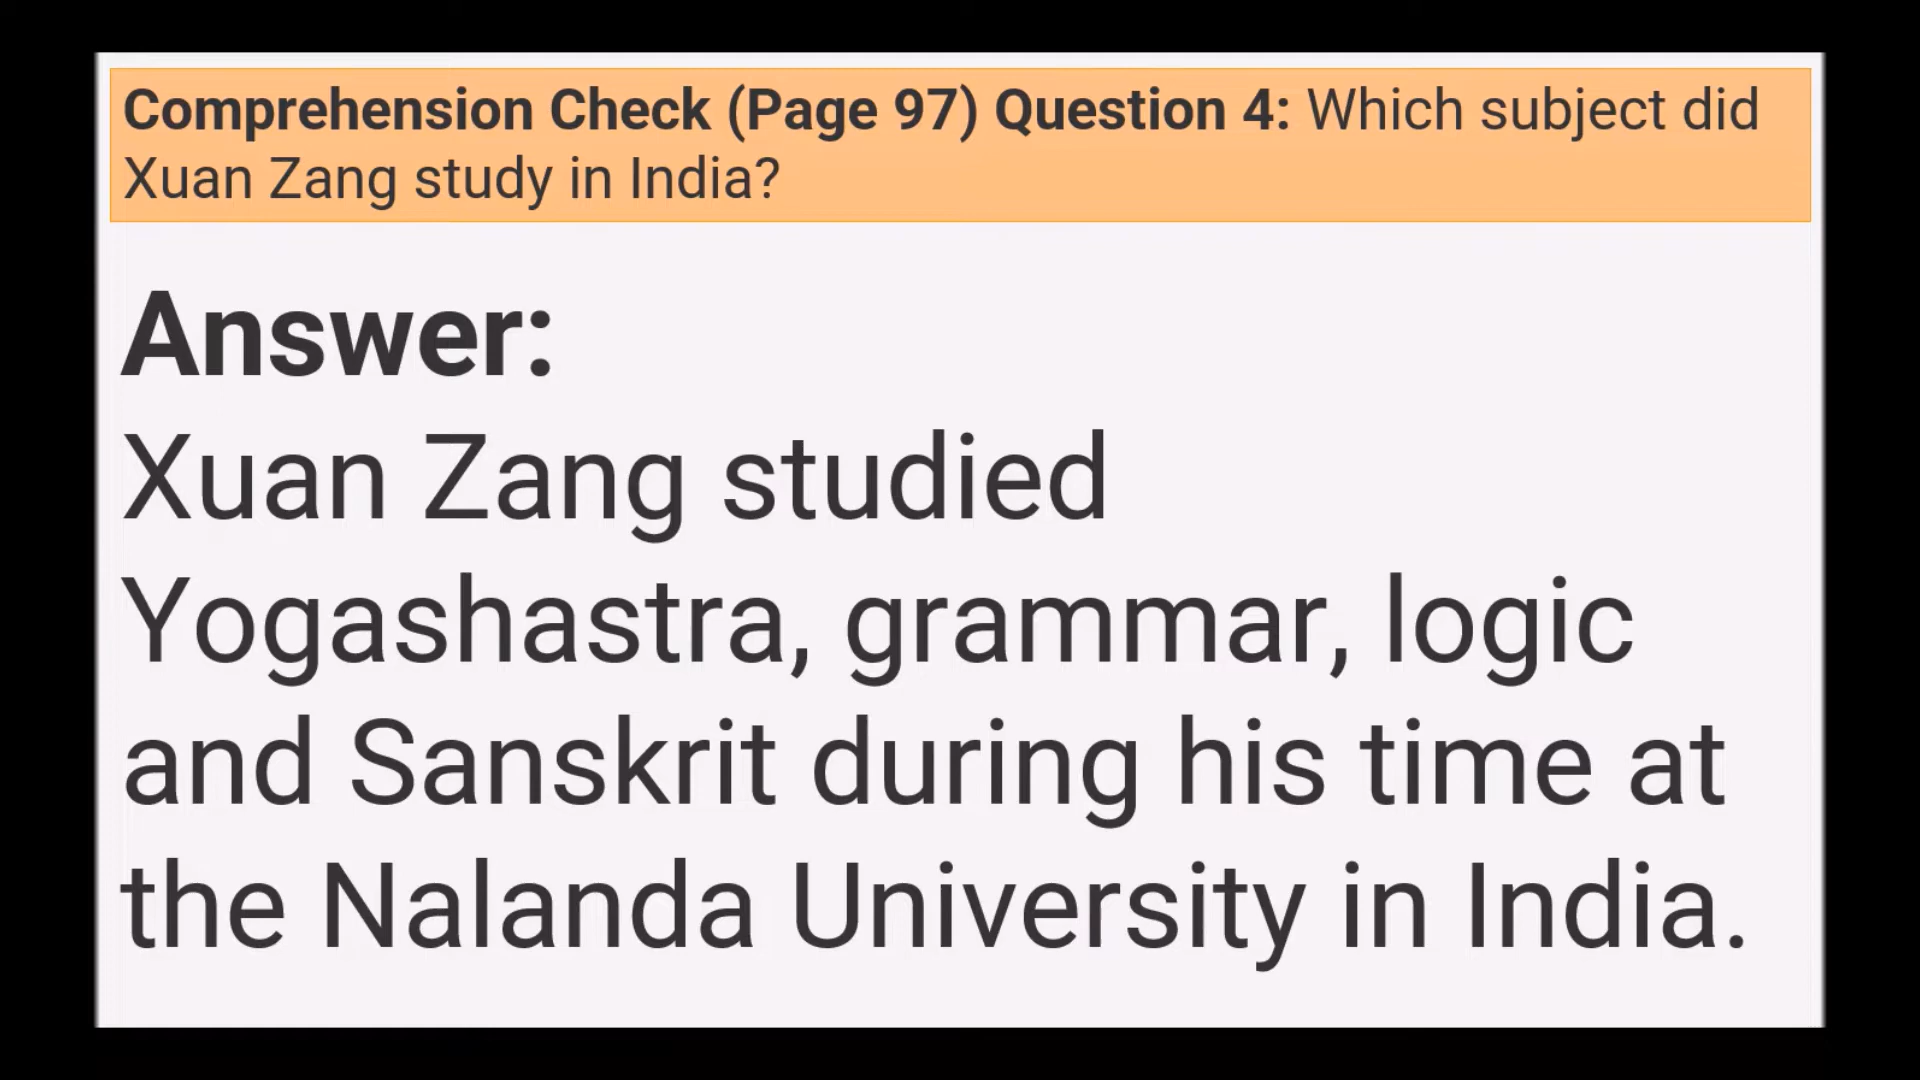 Comprehension Check (Page 97) Question 4: Which subject did
Xuan Zang study in India?
Answer:
Xuan Zang studied
Yogashastra, grammar, logic
and Sanskrit during his time at
the Nalanda University in India.